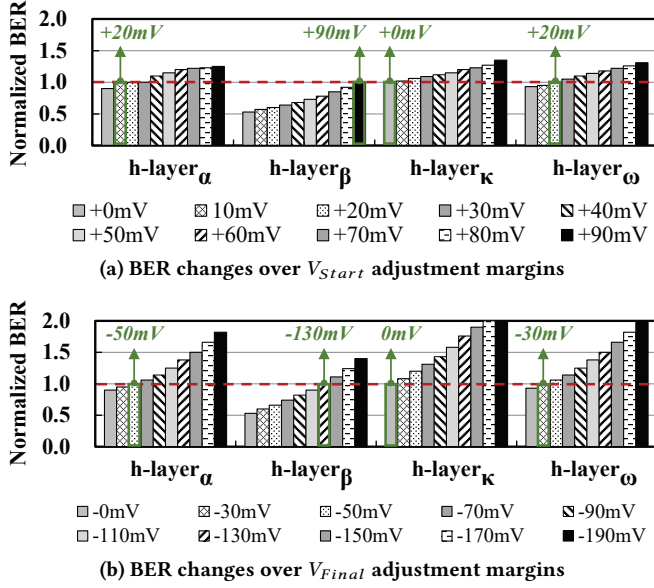 +20mV +90mV +0mV +20mV
Normalized BER
2.0
1.5
1.0
0.5
0.0
h-layerα h-layerβ h-layerκ h-layerω
+0mV 10mV +20mV +30mV +40mV
+50mV +60mV +70mV +80mV +90mV
(a) BER changes over VStart adjustment margins
-50mV -130mV 0mV -30mV
Normalized BER
2.0
1.5
1.0
0.5
0.0
h-layerα h-layerβ h-layerκ h-layerω
-0mV -30mV -50mV -70mV -90mV
-110mV -130mV -150mV -170mV -190mV
(b) BER changes over VFinal adjustment margins